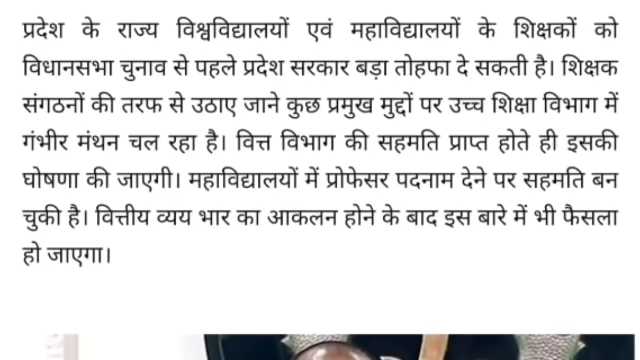 प्रदेश के राज्य विश्वविद्यालयों एवं महाविद्यालयों के शिक्षकों को
विधानसभा चुनाव से पहले प्रदेश सरकार बड़ा तोहफा दे सकती है। शिक्षक
संगठनों की तरफ से उठाए जाने कुछ प्रमुख मुद्दों पर उच्च शिक्षा विभाग में
गंभीर मंथन चल रहा है। वित्त विभाग की सहमति प्राप्त होते ही इसकी
घोषणा की जाएगी। महाविद्यालयों में प्रोफेसर पदनाम देने पर सहमति बन
चुकी है। वित्तीय व्यय भार का आकलन होने के बाद इस बारे में भी फैसला
हो जाएगा।